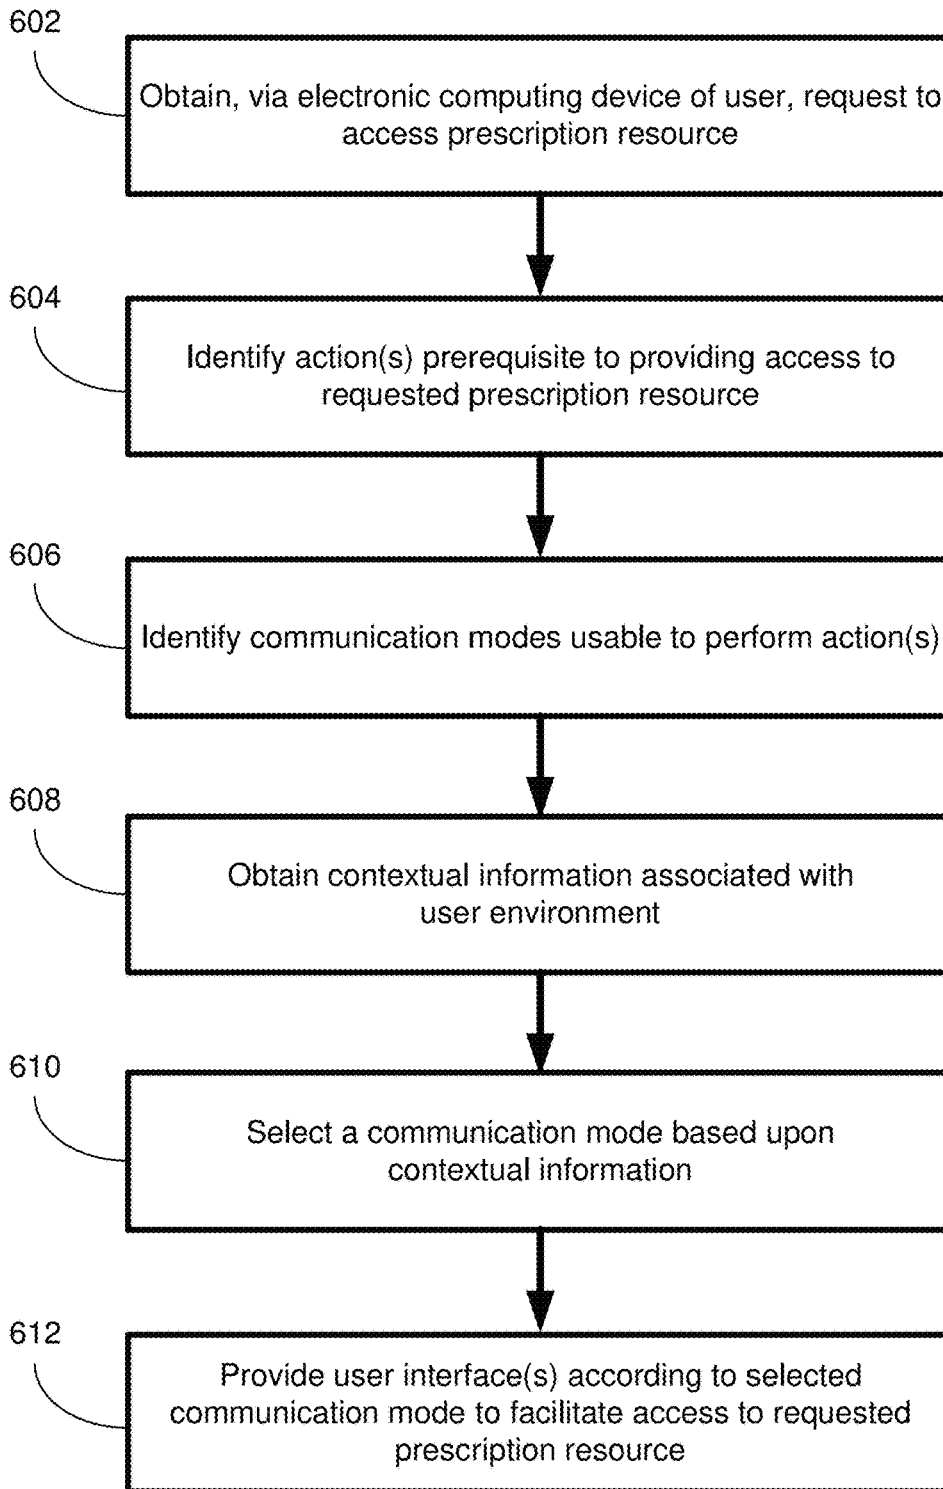 602
Obtain, via electronic computing device of user, request to
access prescription resource
604
Identify action(s) prerequisite to providing access to
requested prescription resource
606
Identify communication modes usable to perform action(s)
608
Obtain contextual information associated with
user environment
610
Select a communication mode based upon
contextual information
612
Provide user interface(s) according to selected
communication mode to facilitate access to requested
prescription resource